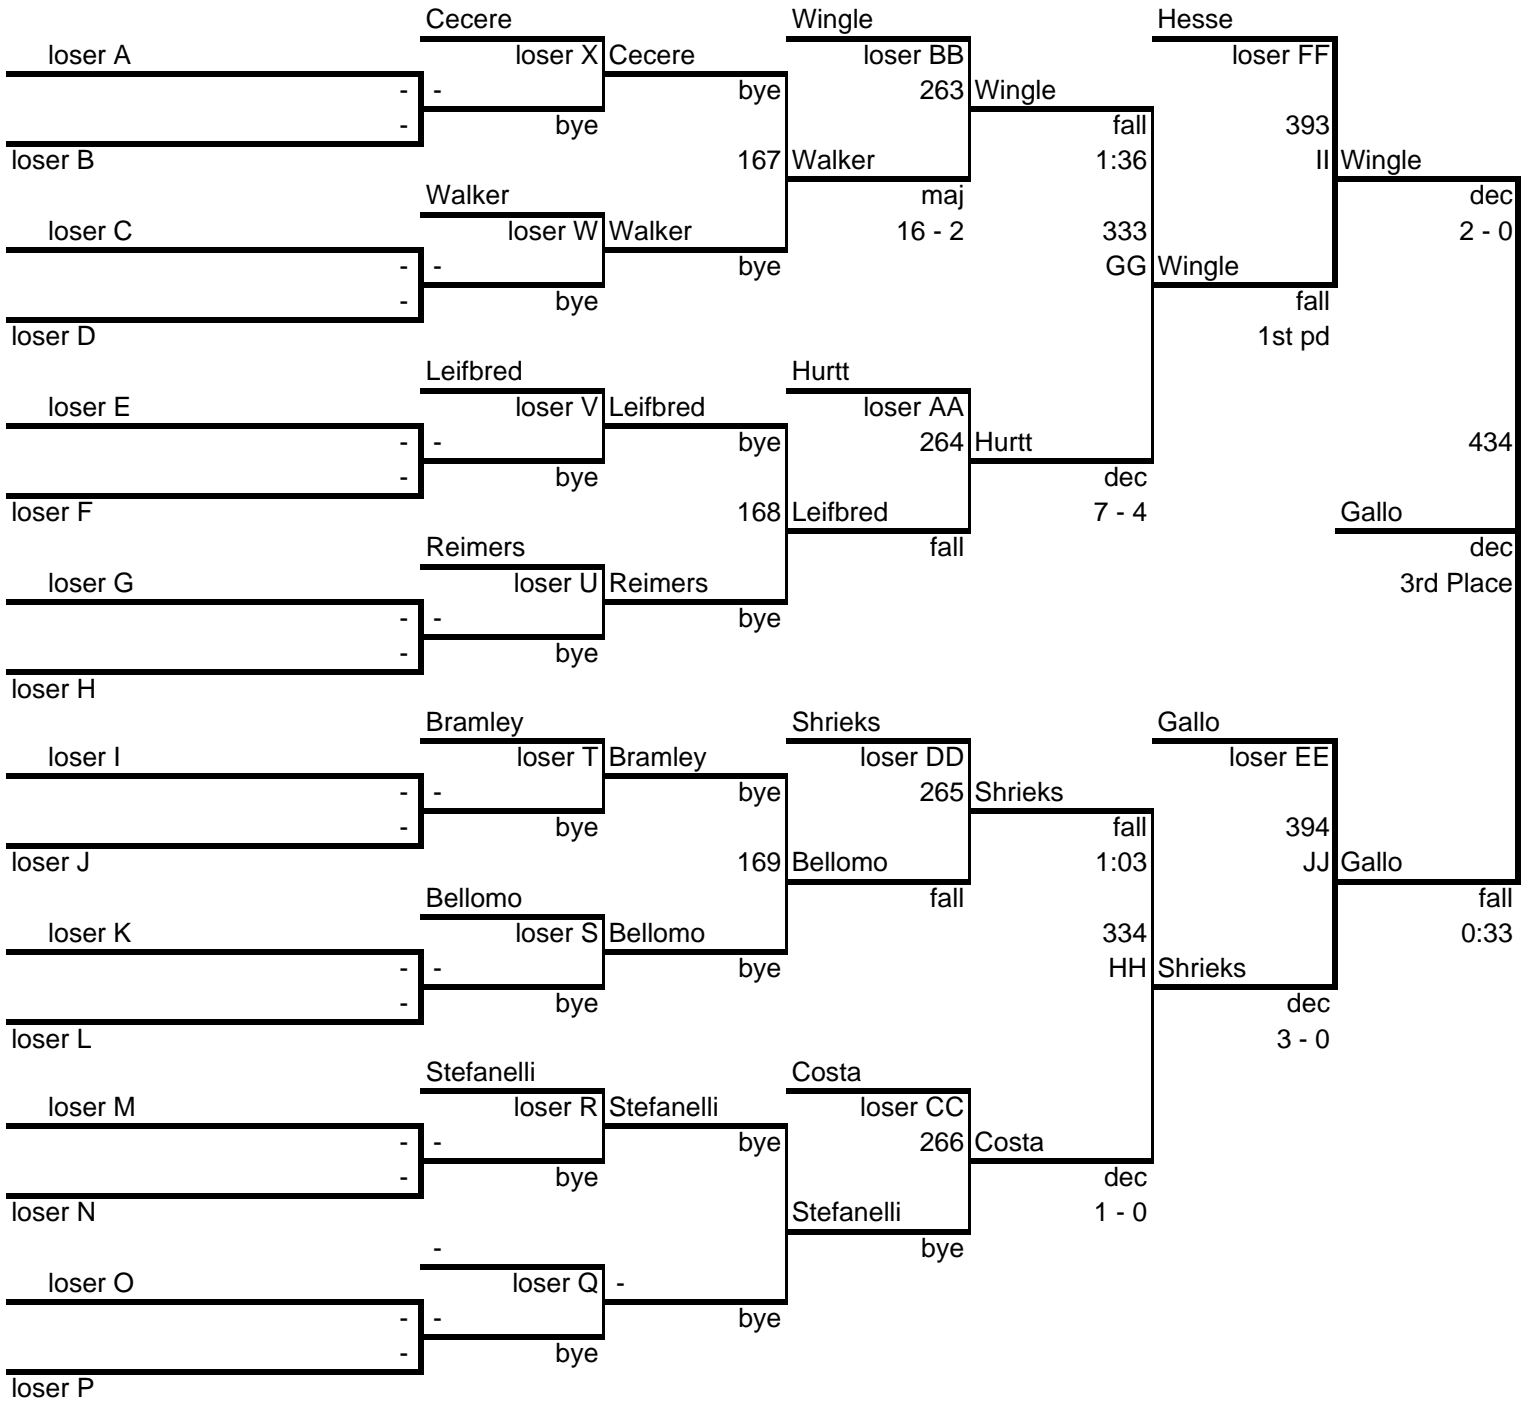 Cecere Wingle Hesse
loser A loser X Cecere loser BB loser FF
- - bye 263 Wingle
- bye fall 393
loser B 167 Walker 1:36 II Wingle
Walker maj dec
loser C loser W Walker 16 - 2 333 2 - 0
- - bye GG Wingle
- bye fall
loser D 1st pd
Leifbred Hurtt
loser E loser V Leifbred loser AA
- - bye 264 Hurtt 434
- bye dec
loser F 168 Leifbred 7 - 4 Gallo
Reimers fall dec
loser G loser U Reimers 3rd Place
- - bye
- bye
loser H
Bramley Shrieks Gallo
loser I loser T Bramley loser DD loser EE
- - bye 265 Shrieks
- bye fall 394
loser J 169 Bellomo 1:03 JJ Gallo
Bellomo fall fall
loser K loser S Bellomo 334 0:33
- - bye HH Shrieks
- bye dec
loser L 3 - 0
Stefanelli Costa
loser M loser R Stefanelli loser CC
- - bye 266 Costa
- bye dec
loser N Stefanelli 1 - 0
- bye
loser O loser Q -
- - bye
- bye
loser P